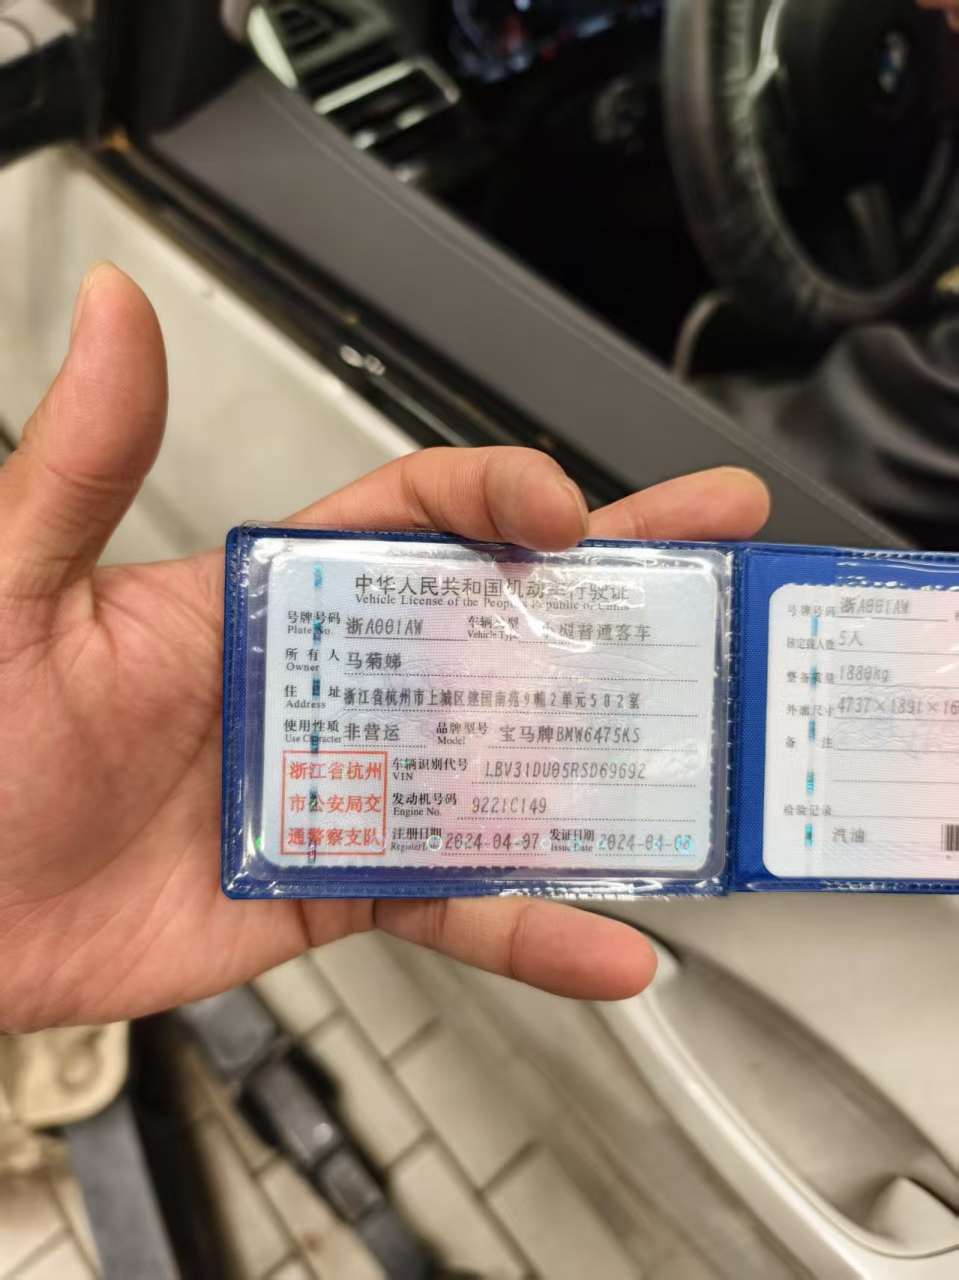 中华人民共和国机动车行驶证
Vehicle License of the People's Republic of China
号牌号码 浙A001AW 车辆类型 小型普通客车
Plate No. Vehicle Type
所有人 马菊娣
Owner
住址 浙江省杭州市上城区建国南苑9幢2单元502室
Address
使用性质 非营运 品牌型号 宝马牌BMW6475KS
Use Character Model
浙江省杭州
市公安局交
通警察支队
车辆识别代号 LBV31DU05RSD69692
VIN
发动机号码 9221C149
Engine No.
注册日期 2024-04-07 发证日期 2024-04-08
Register Date Issue Date
号牌号码 浙A001AW
核定载人数 5人
整备质量 1880kg
外廓尺寸 4737×1891×16
备注
检验记录
汽油